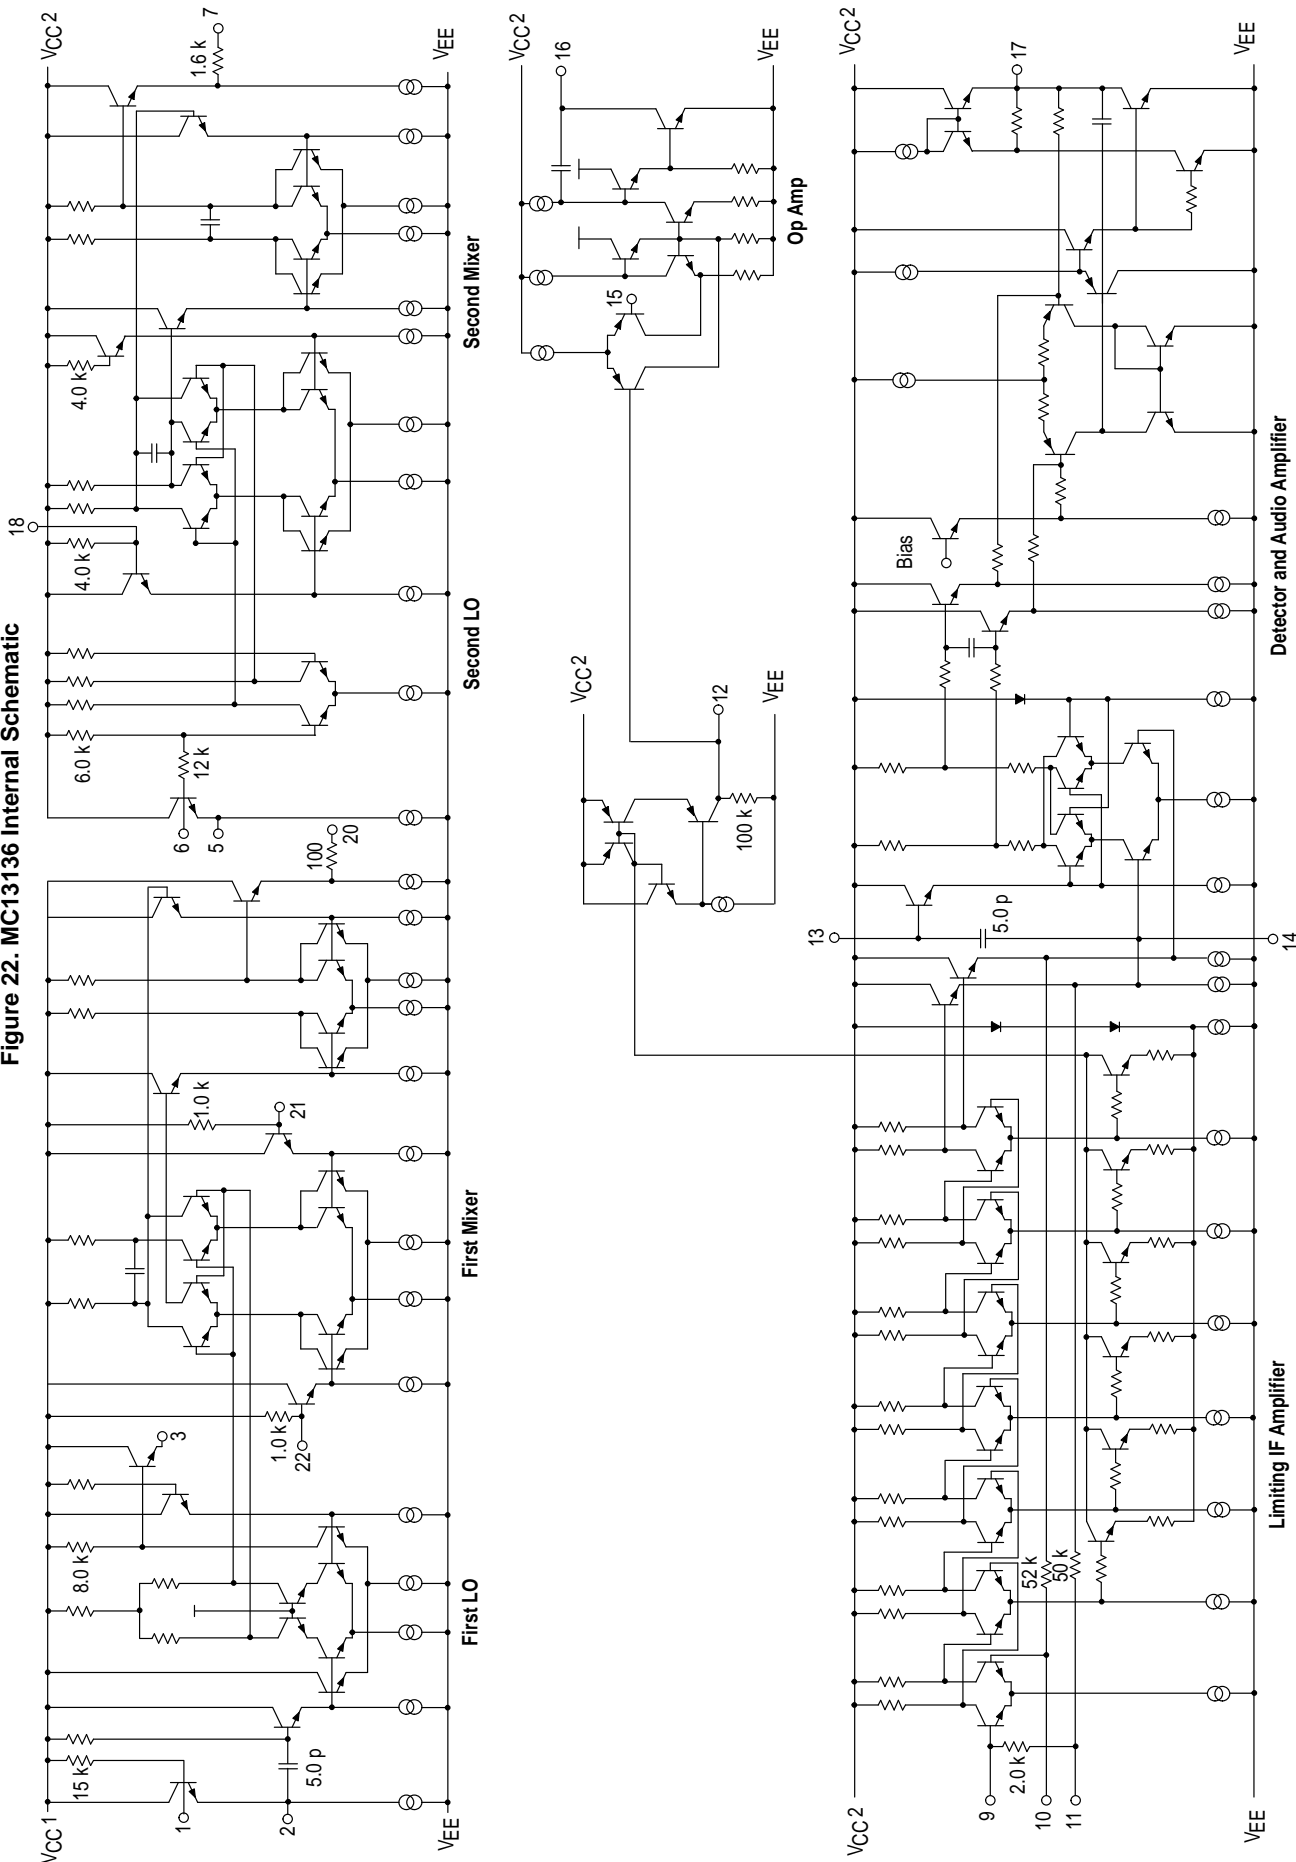 Figure 22. MC13136 Internal Schematic
VCC1
15 k
1
2
5.0 p
8.0 k
3
VEE
First LO
1.0 k
22
First Mixer
1.0 k
21
100
20
6
5
6.0 k
12 k
Second LO
4.0 k
18
4.0 k
Second Mixer
1.6 k
7
VCC2
VEE
VCC2
12
100 k
VEE
15
VCC2
16
VEE
Op Amp
VCC2
9
2.0 k
10
11
52 k
50 k
VEE
Limiting IF Amplifier
13
5.0 p
14
Bias
Detector and Audio Amplifier
17
VCC2
VEE